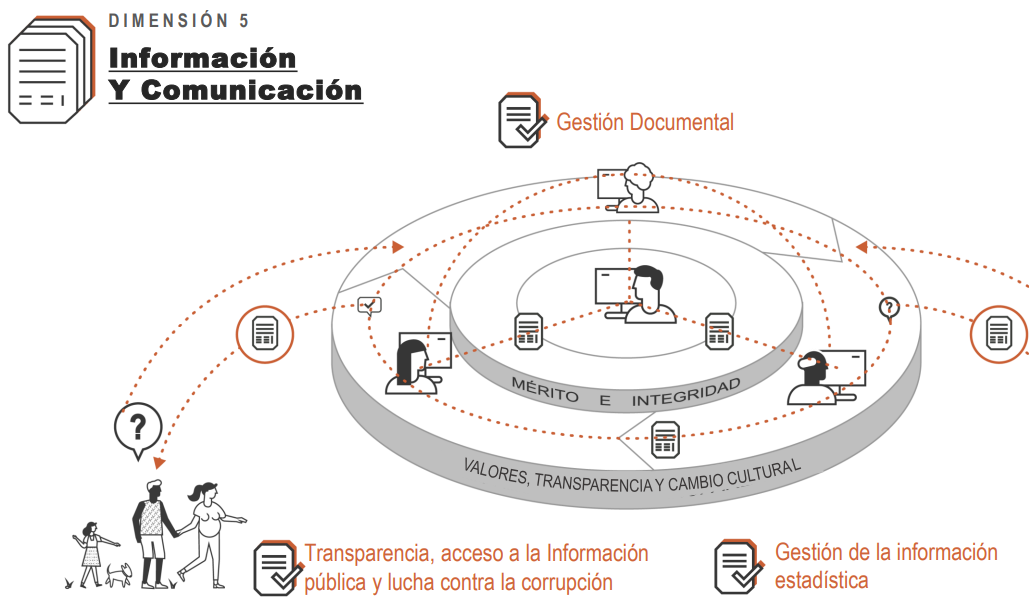 DIMENSIÓN 5
Información
Y Comunicación
Gestión Documental
?
MÉRITO E INTEGRIDAD
VALORES, TRANSPARENCIA Y CAMBIO CULTURAL
?
Transparencia, acceso a la Información
pública y lucha contra la corrupción
Gestión de la información
estadística